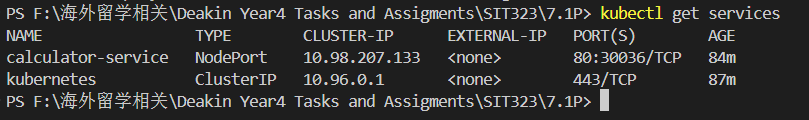 PS F:\海外留学相关\Deakin Year4 Tasks and Assigments\SIT323\7.1P> kubectl get services
NAME TYPE CLUSTER-IP EXTERNAL-IP PORT(S) AGE
calculator-service NodePort 10.98.207.133 <none> 80:30036/TCP 84m
kubernetes ClusterIP 10.96.0.1 <none> 443/TCP 87m
PS F:\海外留学相关\Deakin Year4 Tasks and Assigments\SIT323\7.1P>